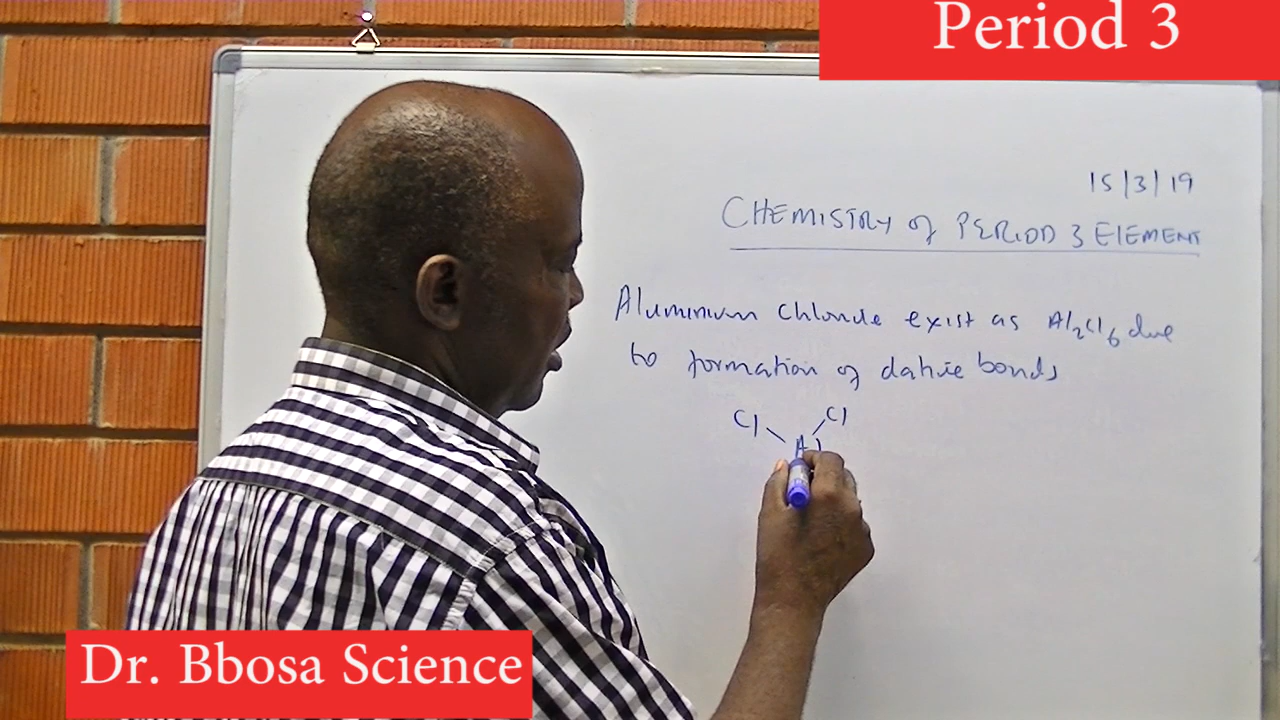 Period 3
15/3/19
CHEMISTRY of PERIOD 3 ELEMENT
Aluminium chloride exist as Al₂Cl₆ due
to formation of dative bonds
Cl Cl
Al
Dr. Bbosa Science